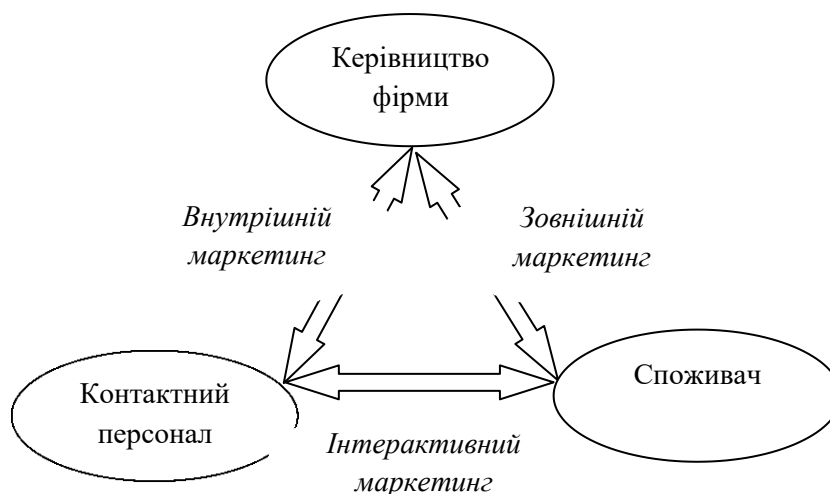 Керівництво
фірми
Внутрішній
маркетинг
Зовнішній
маркетинг
Контактний
персонал
Споживач
Інтерактивний
маркетинг